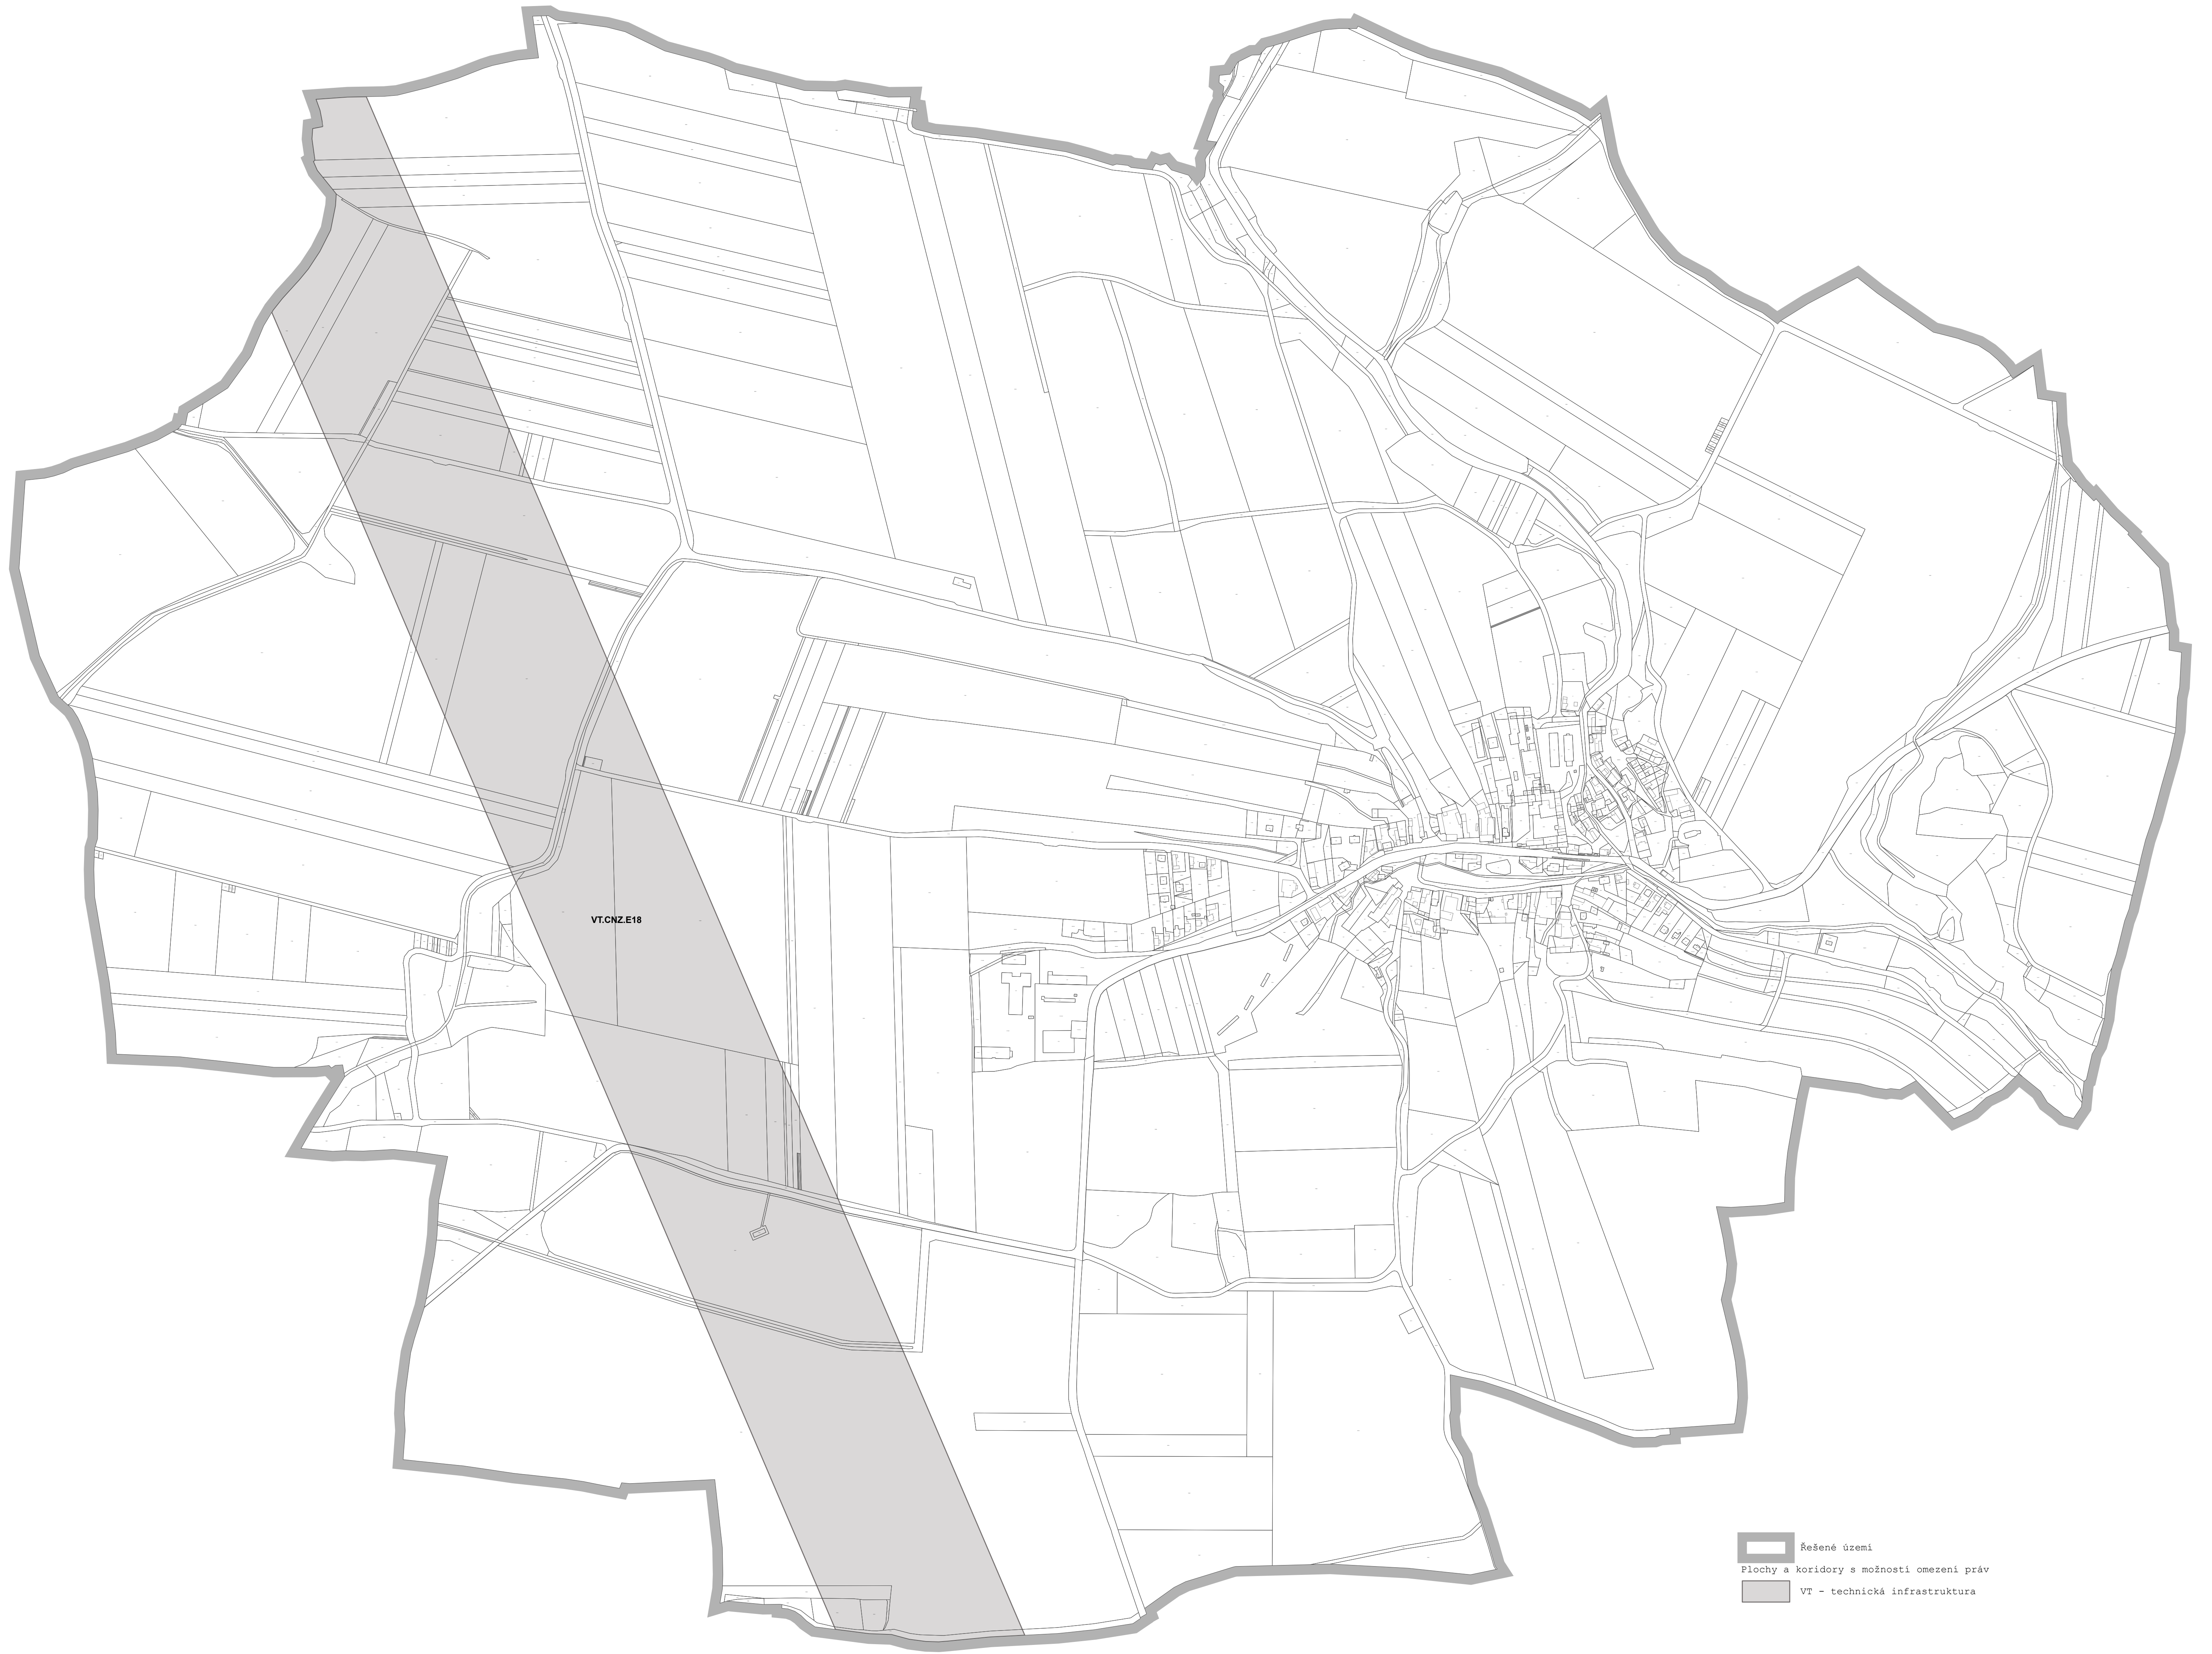 VT.CNZ.E18
Řešené území
Plochy a koridory s možností omezení práv
VT - technická infrastruktura